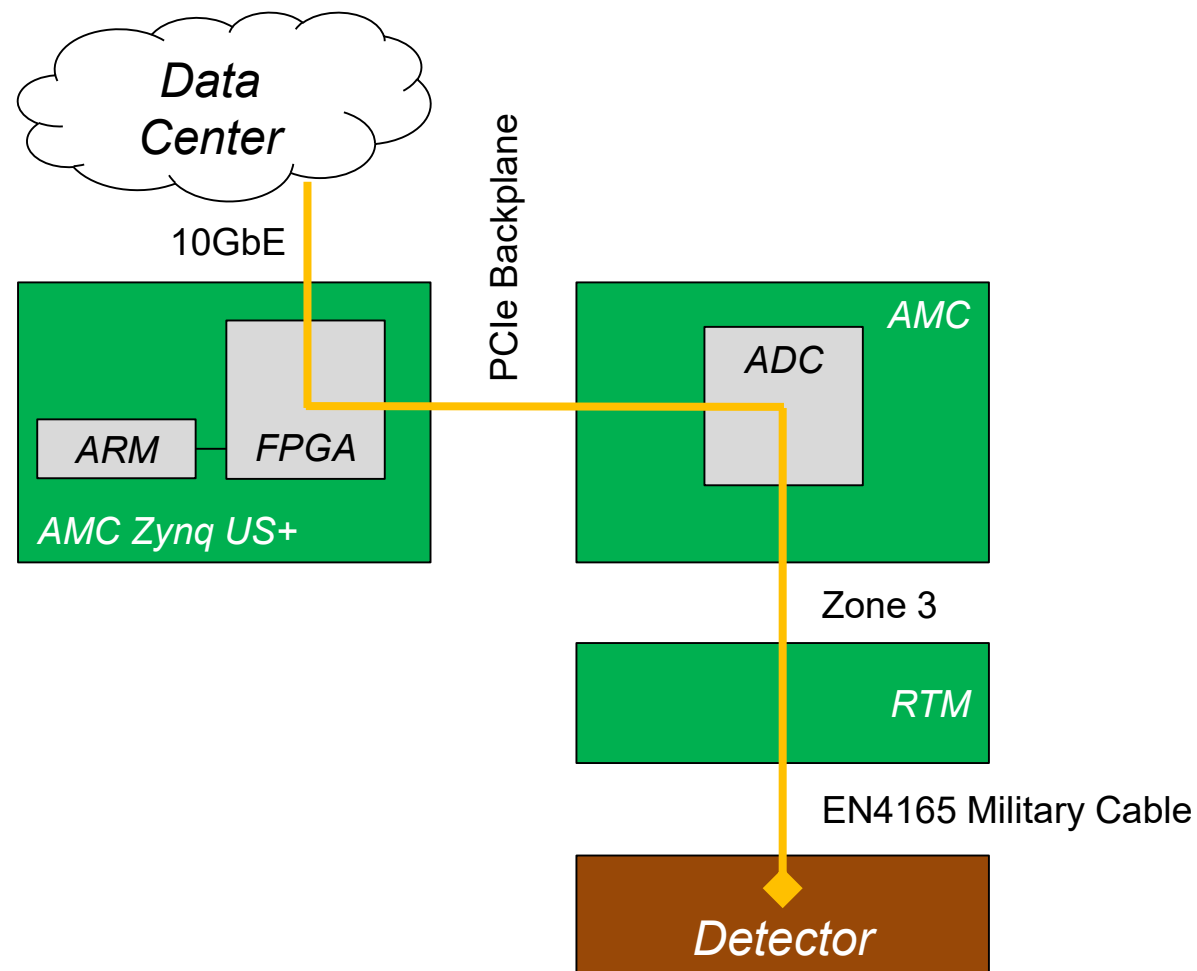 Data
Center
PCIe Backplane
10GbE
AMC
ADC
ARM
FPGA
AMC Zynq US+
Zone 3
RTM
EN4165 Military Cable
Detector